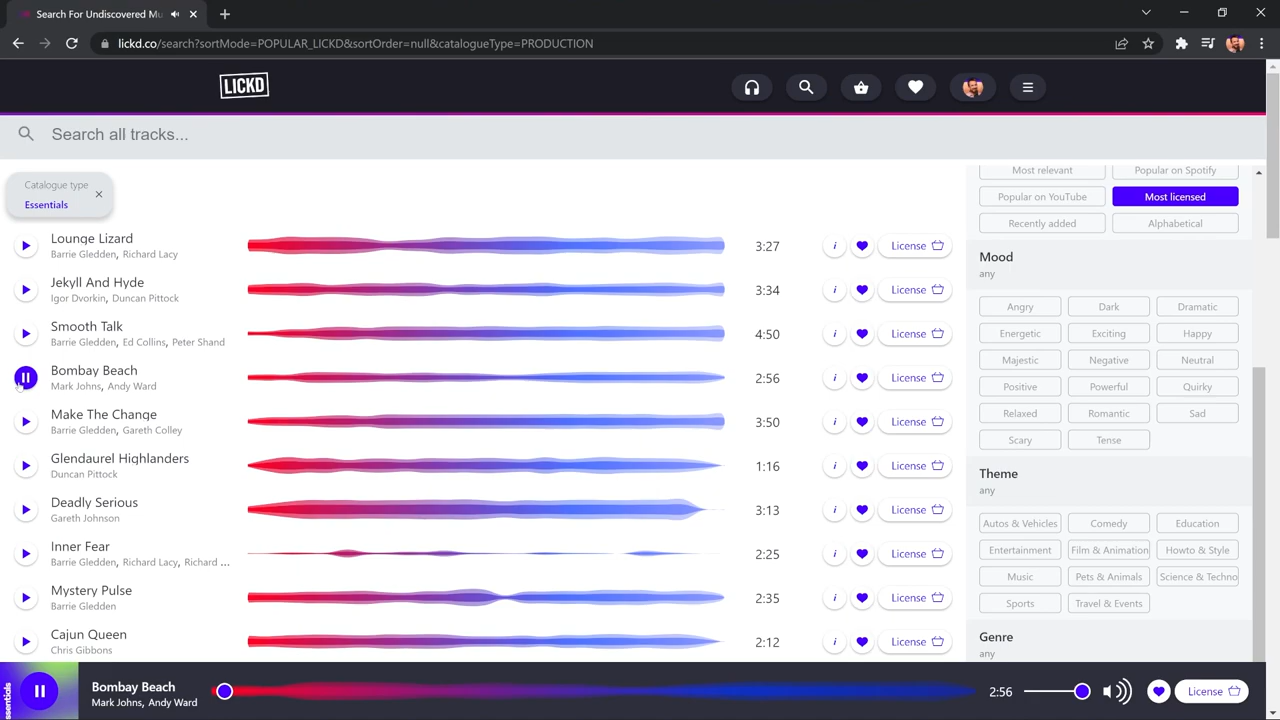 Search For Undiscovered Mu
lickd.co/search?sortMode=POPULAR_LICKD&sortOrder=null&catalogueType=PRODUCTION
LICKD
Search all tracks...
Catalogue type
Essentials
Lounge Lizard
Barrie Gledden, Richard Lacy
3:27
i
License
Jekyll And Hyde
Igor Dvorkin, Duncan Pittock
3:34
i
License
Smooth Talk
Barrie Gledden, Ed Collins, Peter Shand
4:50
i
License
Bombay Beach
Mark Johns, Andy Ward
2:56
i
License
Make The Change
Barrie Gledden, Gareth Colley
3:50
i
License
Glendaurel Highlanders
Duncan Pittock
1:16
i
License
Deadly Serious
Gareth Johnson
3:13
i
License
Inner Fear
Barrie Gledden, Richard Lacy, Richard ...
2:25
i
License
Mystery Pulse
Barrie Gledden
2:35
i
License
Cajun Queen
Chris Gibbons
2:12
i
License
Most relevant
Popular on Spotify
Popular on YouTube
Most licensed
Recently added
Alphabetical
Mood
any
Angry
Dark
Dramatic
Energetic
Exciting
Happy
Majestic
Negative
Neutral
Positive
Powerful
Quirky
Relaxed
Romantic
Sad
Scary
Tense
Theme
any
Autos & Vehicles
Comedy
Education
Entertainment
Film & Animation
Howto & Style
Music
Pets & Animals
Science & Techno
Sports
Travel & Events
Genre
any
essentials
Bombay Beach
Mark Johns, Andy Ward
2:56
License